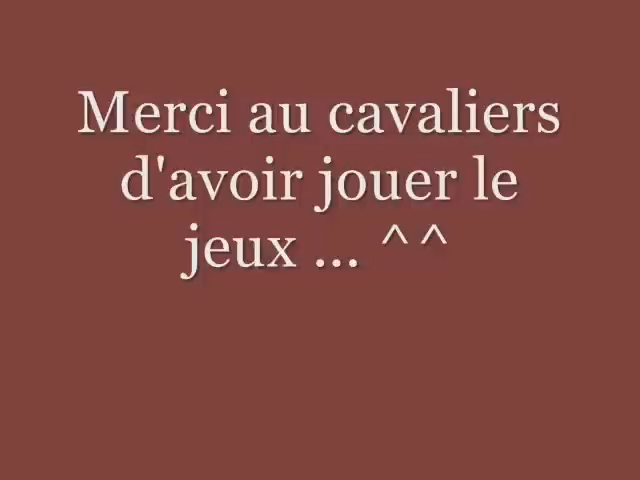 Merci au cavaliers
d'avoir jouer le
jeux ... ^^